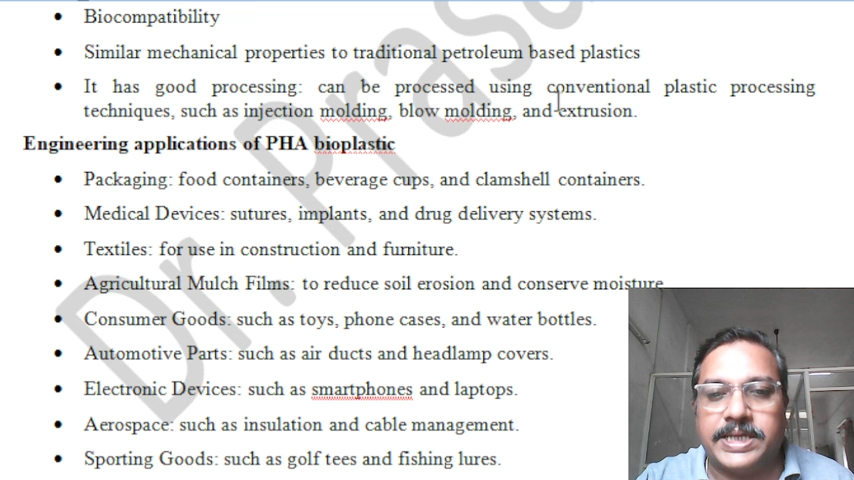 Biocompatibility
Similar mechanical properties to traditional petroleum based plastics
It has good processing: can be processed using conventional plastic processing
techniques, such as injection molding, blow molding, and extrusion.
Engineering applications of PHA bioplastic
Packaging: food containers, beverage cups, and clamshell containers.
Medical Devices: sutures, implants, and drug delivery systems.
Textiles: for use in construction and furniture.
Agricultural Mulch Films: to reduce soil erosion and conserve moisture
Consumer Goods: such as toys, phone cases, and water bottles.
Automotive Parts: such as air ducts and headlamp covers.
Electronic Devices: such as smartphones and laptops.
Aerospace: such as insulation and cable management.
Sporting Goods: such as golf tees and fishing lures.
Dr. Prasa